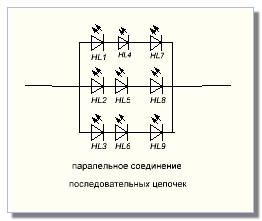 HL1 HL4 HL7
HL2 HL5 HL8
HL3 HL6 HL9
паралельное соединение
последовательных цепочек